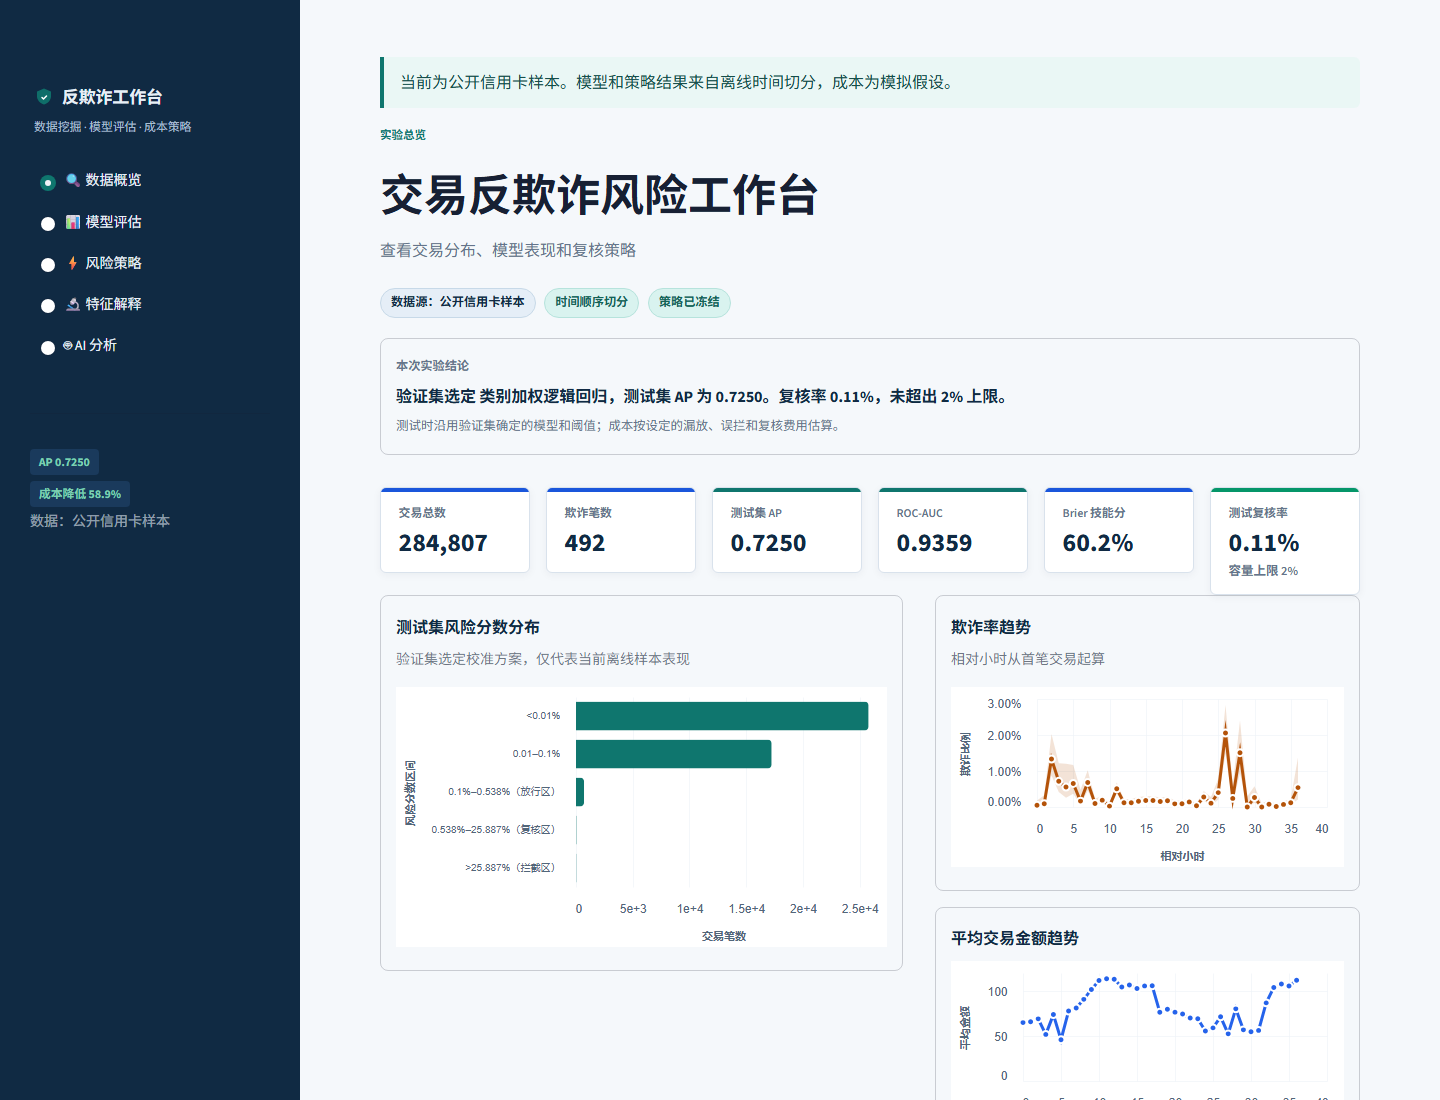 反欺诈工作台
数据挖掘 · 模型评估 · 成本策略
数据概览
模型评估
风险策略
特征解释
AI 分析
AP 0.7250
成本降低 58.9%
数据：公开信用卡样本
当前为公开信用卡样本。模型和策略结果来自离线时间切分，成本为模拟假设。
实验总览
交易反欺诈风险工作台
查看交易分布、模型表现和复核策略
数据源：公开信用卡样本
时间顺序切分
策略已冻结
本次实验结论
验证集选定 类别加权逻辑回归，测试集 AP 为 0.7250。复核率 0.11%，未超出 2% 上限。
测试时沿用验证集确定的模型和阈值；成本按设定的漏放、误拦和复核费用估算。
交易总数
284,807
欺诈笔数
492
测试集 AP
0.7250
ROC-AUC
0.9359
Brier 技能分
60.2%
测试复核率
0.11%
容量上限 2%
测试集风险分数分布
验证集选定校准方案，仅代表当前离线样本表现
风险分数区间
<0.01%
0.01–0.1%
0.1%–0.538%（放行区）
0.538%–25.887%（复核区）
>25.887%（拦截区）
0 5e+3 1e+4 1.5e+4 2e+4 2.5e+4
交易笔数
欺诈率趋势
相对小时从首笔交易起算
欺诈比例
3.00%
2.00%
1.00%
0.00%
0 5 10 15 20 25 30 35 40
相对小时
平均交易金额趋势
平均金额
100
50
0
0 5 10 15 20 25 30 35 40